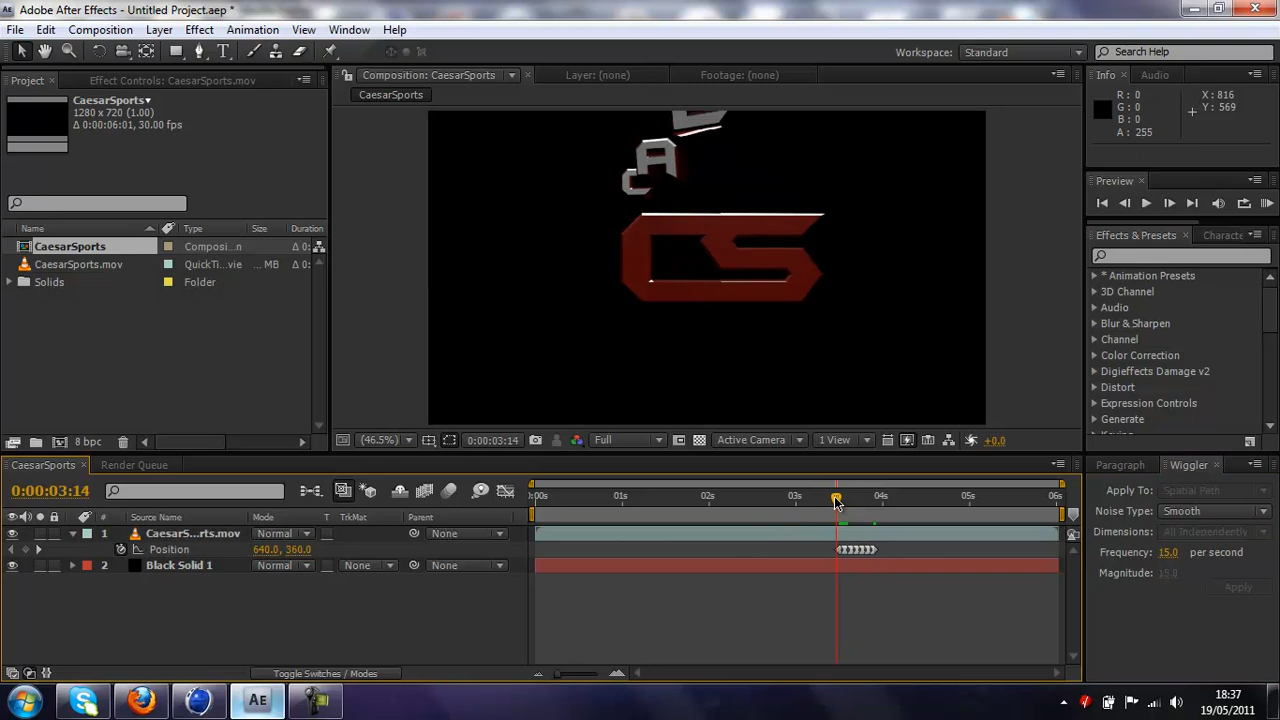 Adobe After Effects - Untitled Project.aep *
File Edit Composition Layer Effect Animation View Window Help
Workspace: Standard Search Help
Project Effect Controls: CaesarSports.mov
Composition: CaesarSports Layer: (none) Footage: (none)
Info Audio
CaesarSports
CaesarSports
1280 x 720 (1.00)
Δ 0:00:06:01, 30.00 fps
R: 0
G: 0
B: 0
A: 255
X: 816
Y: 569
Preview
Effects & Presets Characte
Name Type Size Duration
CaesarSports Composi...n Δ 0:
CaesarSports.mov QuickTi...vie ... MB Δ 0:
Solids Folder
* Animation Presets
3D Channel
Audio
Blur & Sharpen
Channel
Color Correction
Digieffects Damage v2
Distort
Expression Controls
Generate
C A
CS
8 bpc
(46.5%) 0:00:03:14 Full Active Camera 1 View +0.0
CaesarSports Render Queue
Paragraph Wiggler
0:00:03:14
:00s 01s 02s 03s 04s 05s 06s
# Source Name Mode T TrkMat Parent
1 CaesarS...rts.mov Normal None
Position 640.0, 360.0
2 Black Solid 1 Normal None None
Apply To: Spatial Path
Noise Type: Smooth
Dimensions: All Independently
Frequency: 15.0 per second
Magnitude: 15.0
Apply
Toggle Switches / Modes
Ae
18:37
19/05/2011